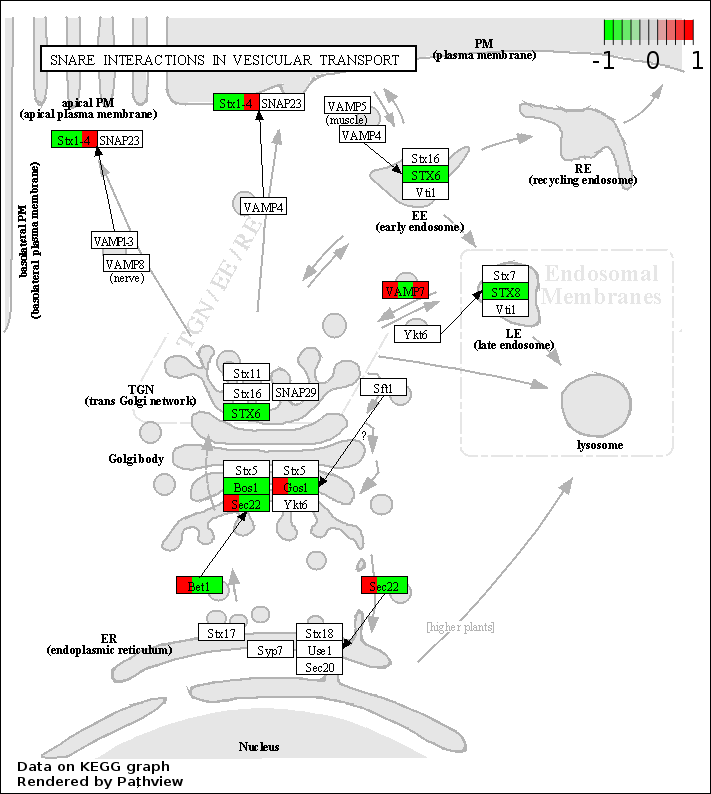 SNARE INTERACTIONS IN VESICULAR TRANSPORT
PM
(plasma membrane)
-1 0 1
apical PM
(apical plasma membrane)
Stx1-4 SNAP23
Stx1-4 SNAP23
VAMP5
(muscle)
VAMP4
Stx16
STX6
Vti1
EE
(early endosome)
RE
(recycling endosome)
basolateral PM
(basolateral plasma membrane)
VAMP4
VAMP1-3
VAMP8
(nerve)
TGN / EE / RE
Endosomal
Membranes
VAMP7
Stx7
STX8
Vti1
Ykt6
LE
(late endosome)
TGN
(trans Golgi network)
Stx11
Stx16 SNAP29
STX6
Sft1
?
lysosome
Golgi body
Stx5 Stx5
Bos1 Gos1
Sec22 Ykt6
Bet1
Sec22
[higher plants]
ER
(endoplasmic reticulum)
Stx17
Stx18
Syp7 Use1
Sec20
Nucleus
Data on KEGG graph
Rendered by Pathview